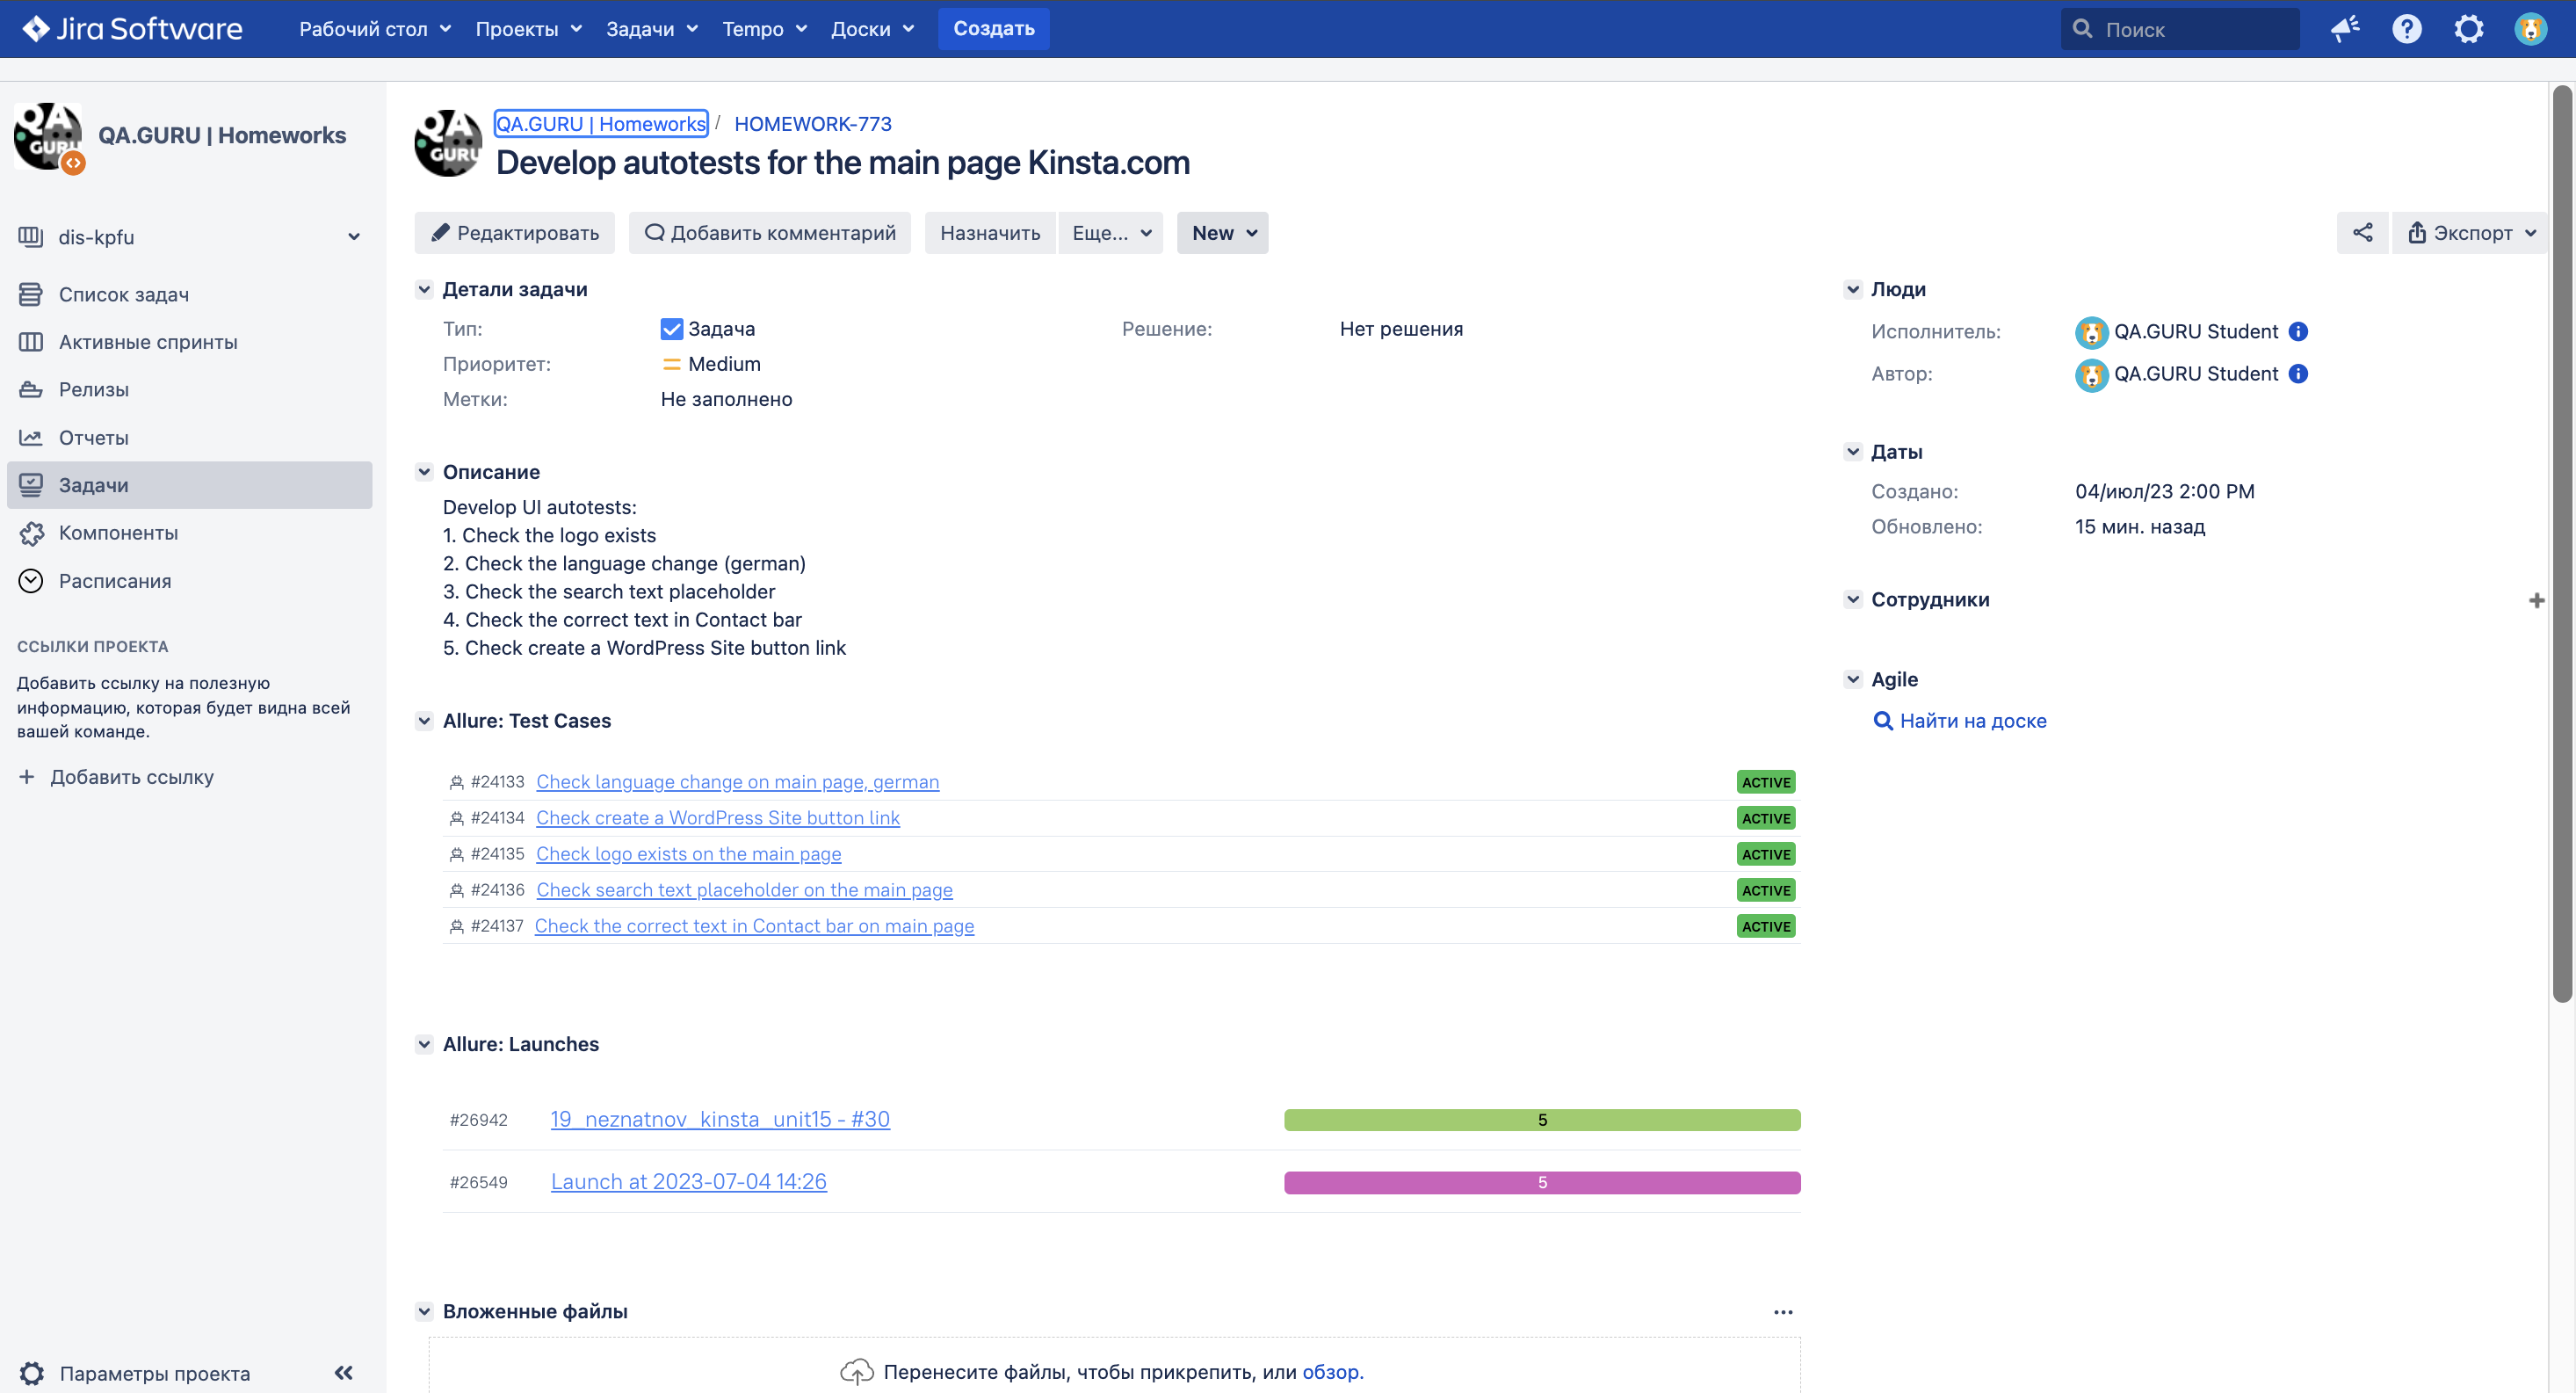 Jira Software
Рабочий стол
Проекты
Задачи
Tempo
Доски
Создать
Поиск
QA GURU
QA.GURU | Homeworks
dis-kpfu
Список задач
Активные спринты
Релизы
Отчеты
Задачи
Компоненты
Расписания
ССЫЛКИ ПРОЕКТА
Добавить ссылку на полезную
информацию, которая будет видна всей
вашей команде.
+ Добавить ссылку
Параметры проекта
QA GURU
QA.GURU | Homeworks / HOMEWORK-773
Develop autotests for the main page Kinsta.com
Редактировать
Добавить комментарий
Назначить
Еще...
New
Экспорт
Детали задачи
Тип: Задача
Решение: Нет решения
Приоритет: Medium
Метки: Не заполнено
Описание
Develop UI autotests:
1. Check the logo exists
2. Check the language change (german)
3. Check the search text placeholder
4. Check the correct text in Contact bar
5. Check create a WordPress Site button link
Allure: Test Cases
#24133 Check language change on main page, german ACTIVE
#24134 Check create a WordPress Site button link ACTIVE
#24135 Check logo exists on the main page ACTIVE
#24136 Check search text placeholder on the main page ACTIVE
#24137 Check the correct text in Contact bar on main page ACTIVE
Allure: Launches
#26942 19_neznatnov_kinsta_unit15 - #30 5
#26549 Launch at 2023-07-04 14:26 5
Вложенные файлы
Перенесите файлы, чтобы прикрепить, или обзор.
Люди
Исполнитель: QA.GURU Student
Автор: QA.GURU Student
Даты
Создано: 04/июл/23 2:00 PM
Обновлено: 15 мин. назад
Сотрудники
Agile
Найти на доске